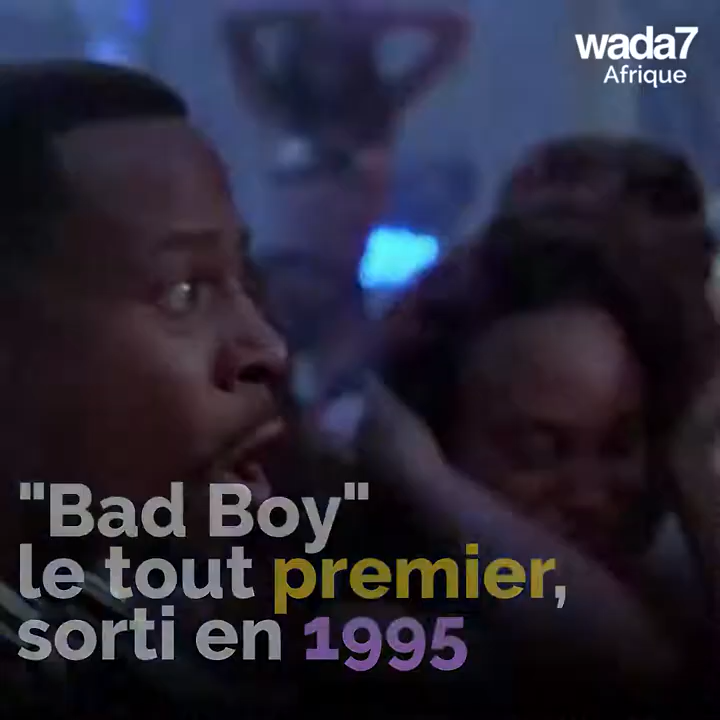 wada7
Afrique
"Bad Boy"
le tout premier,
sorti en 1995